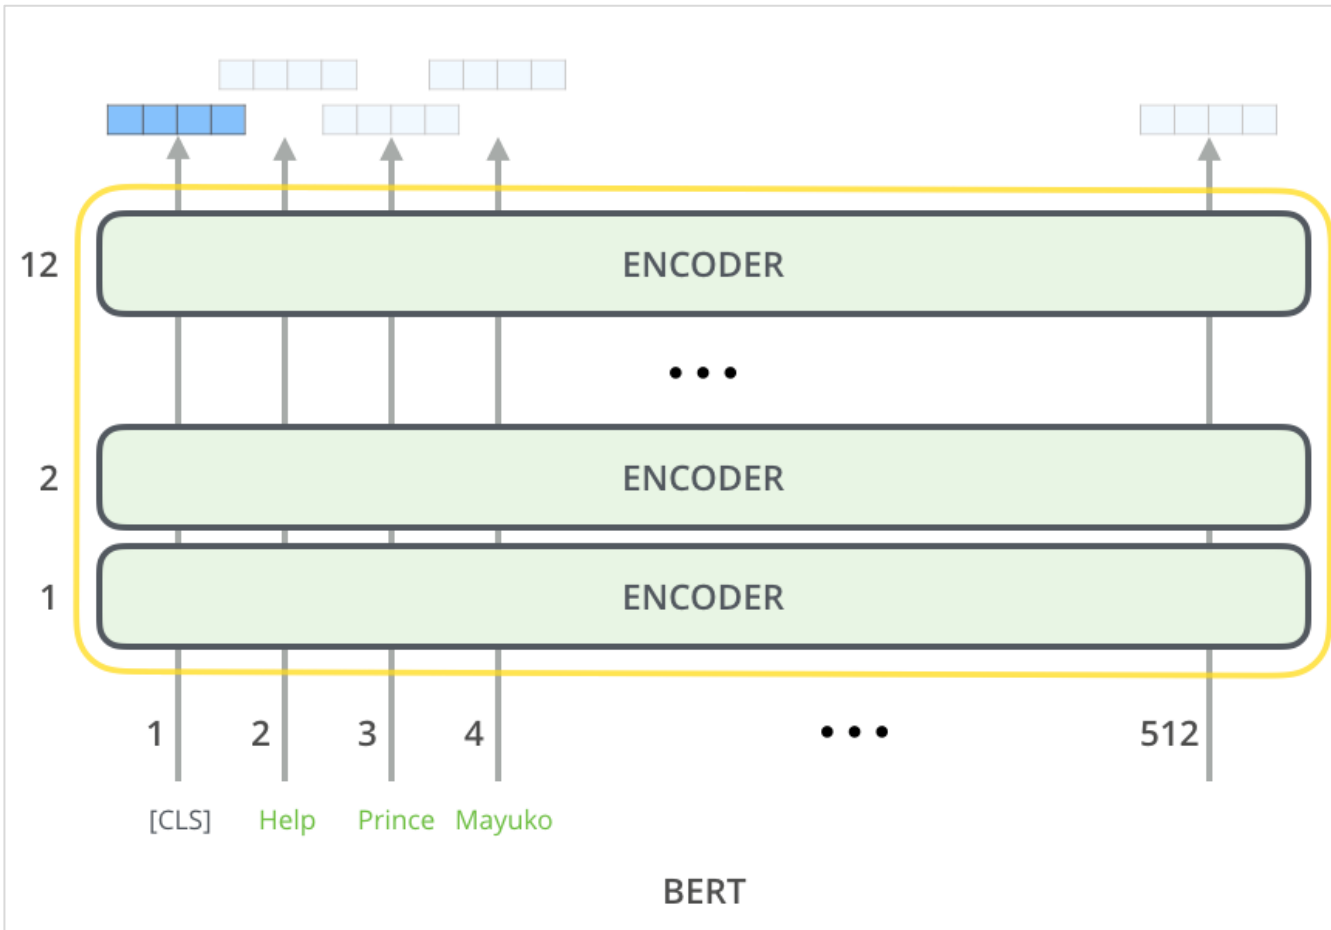 12 ENCODER
...
2 ENCODER
1 ENCODER
1 2 3 4 ... 512
[CLS] Help Prince Mayuko
BERT